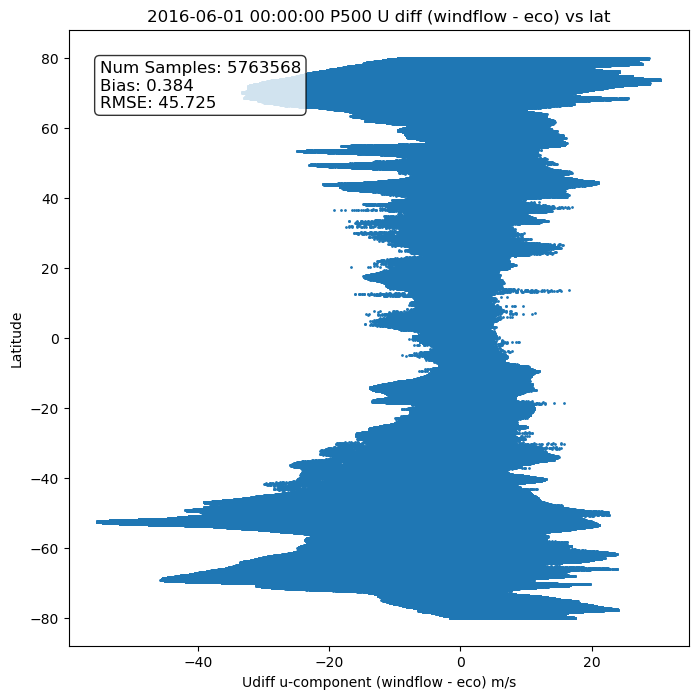 2016-06-01 00:00:00 P500 U diff (windflow - eco) vs lat
Num Samples: 5763568
Bias: 0.384
RMSE: 45.725
80
60
40
20
0
−20
−40
−60
−80
Latitude
−40
−20
0
20
Udiff u-component (windflow - eco) m/s